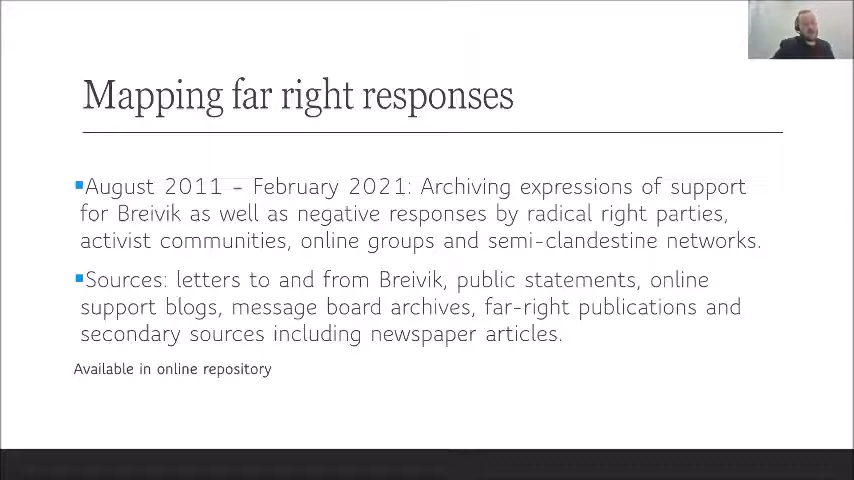 Mapping far right responses
▪August 2011 – February 2021: Archiving expressions of support
for Breivik as well as negative responses by radical right parties,
activist communities, online groups and semi-clandestine networks.
▪Sources: letters to and from Breivik, public statements, online
support blogs, message board archives, far-right publications and
secondary sources including newspaper articles.
Available in online repository